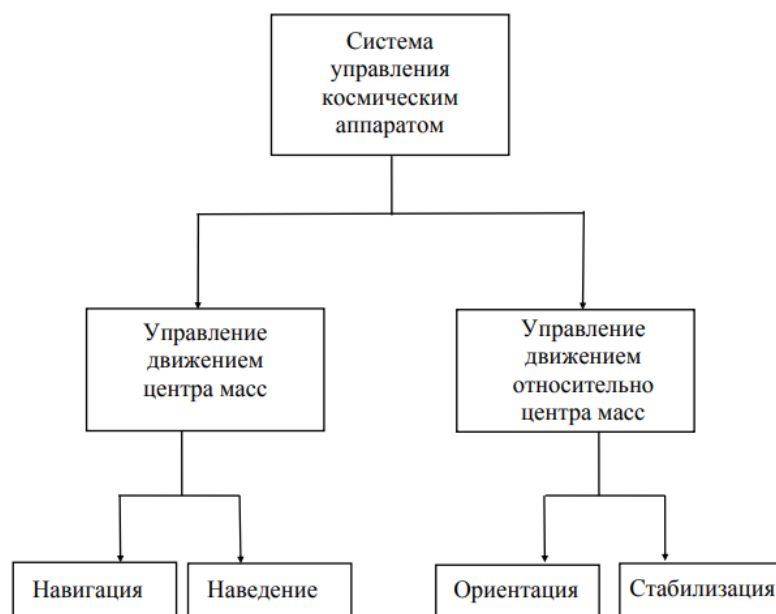 Система
управления
космическим
аппаратом
Управление
движением
центра масс
Управление
движением
относительно
центра масс
Навигация
Наведение
Ориентация
Стабилизация